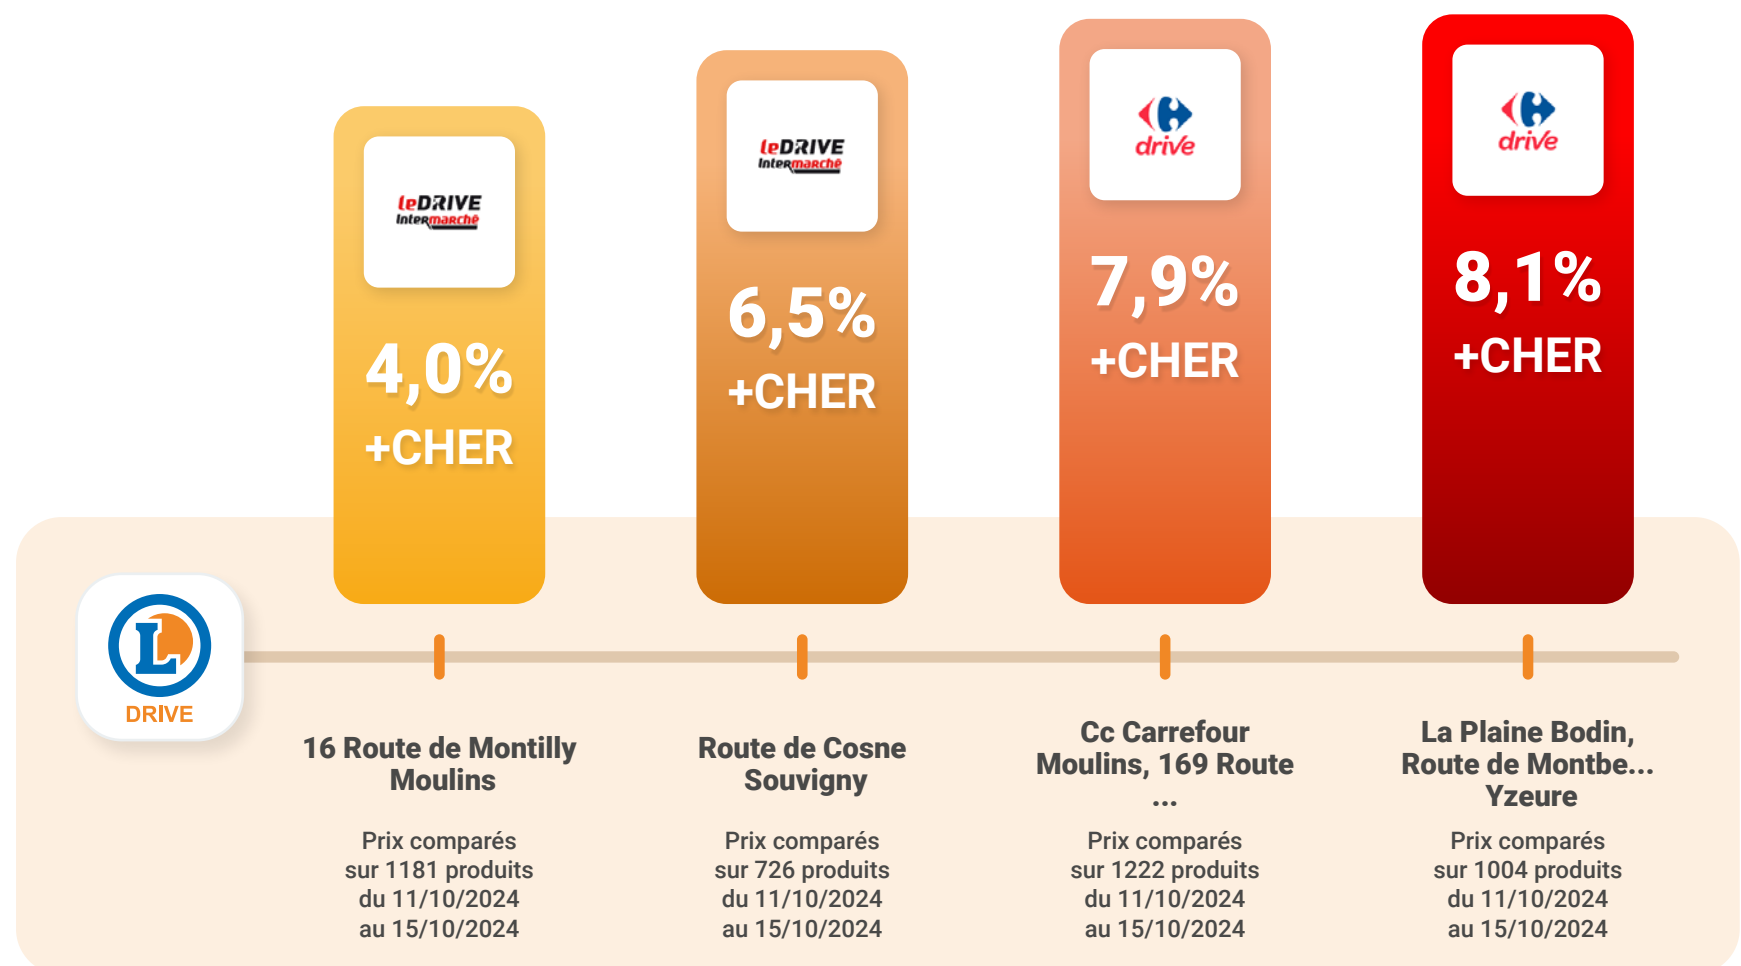 leDRIVE
Intermarché
4,0%
+CHER
leDRIVE
Intermarché
6,5%
+CHER
drive
7,9%
+CHER
drive
8,1%
+CHER
L
DRIVE
16 Route de Montilly
Moulins
Prix comparés
sur 1181 produits
du 11/10/2024
au 15/10/2024
Route de Cosne
Souvigny
Prix comparés
sur 726 produits
du 11/10/2024
au 15/10/2024
Cc Carrefour
Moulins, 169 Route
...
Prix comparés
sur 1222 produits
du 11/10/2024
au 15/10/2024
La Plaine Bodin,
Route de Montbe...
Yzeure
Prix comparés
sur 1004 produits
du 11/10/2024
au 15/10/2024